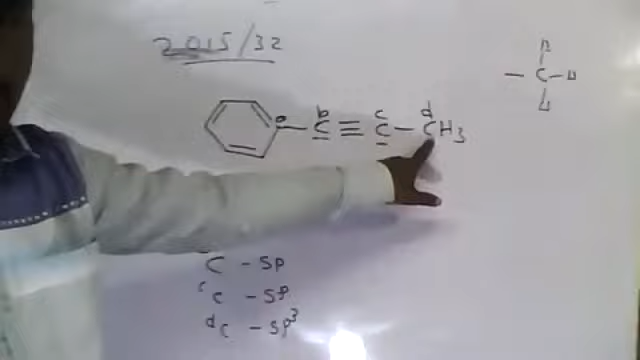 2015/32
a b c d
C ≡ C – CH3
– C –
C – SP
c C – SP
d C – SP³